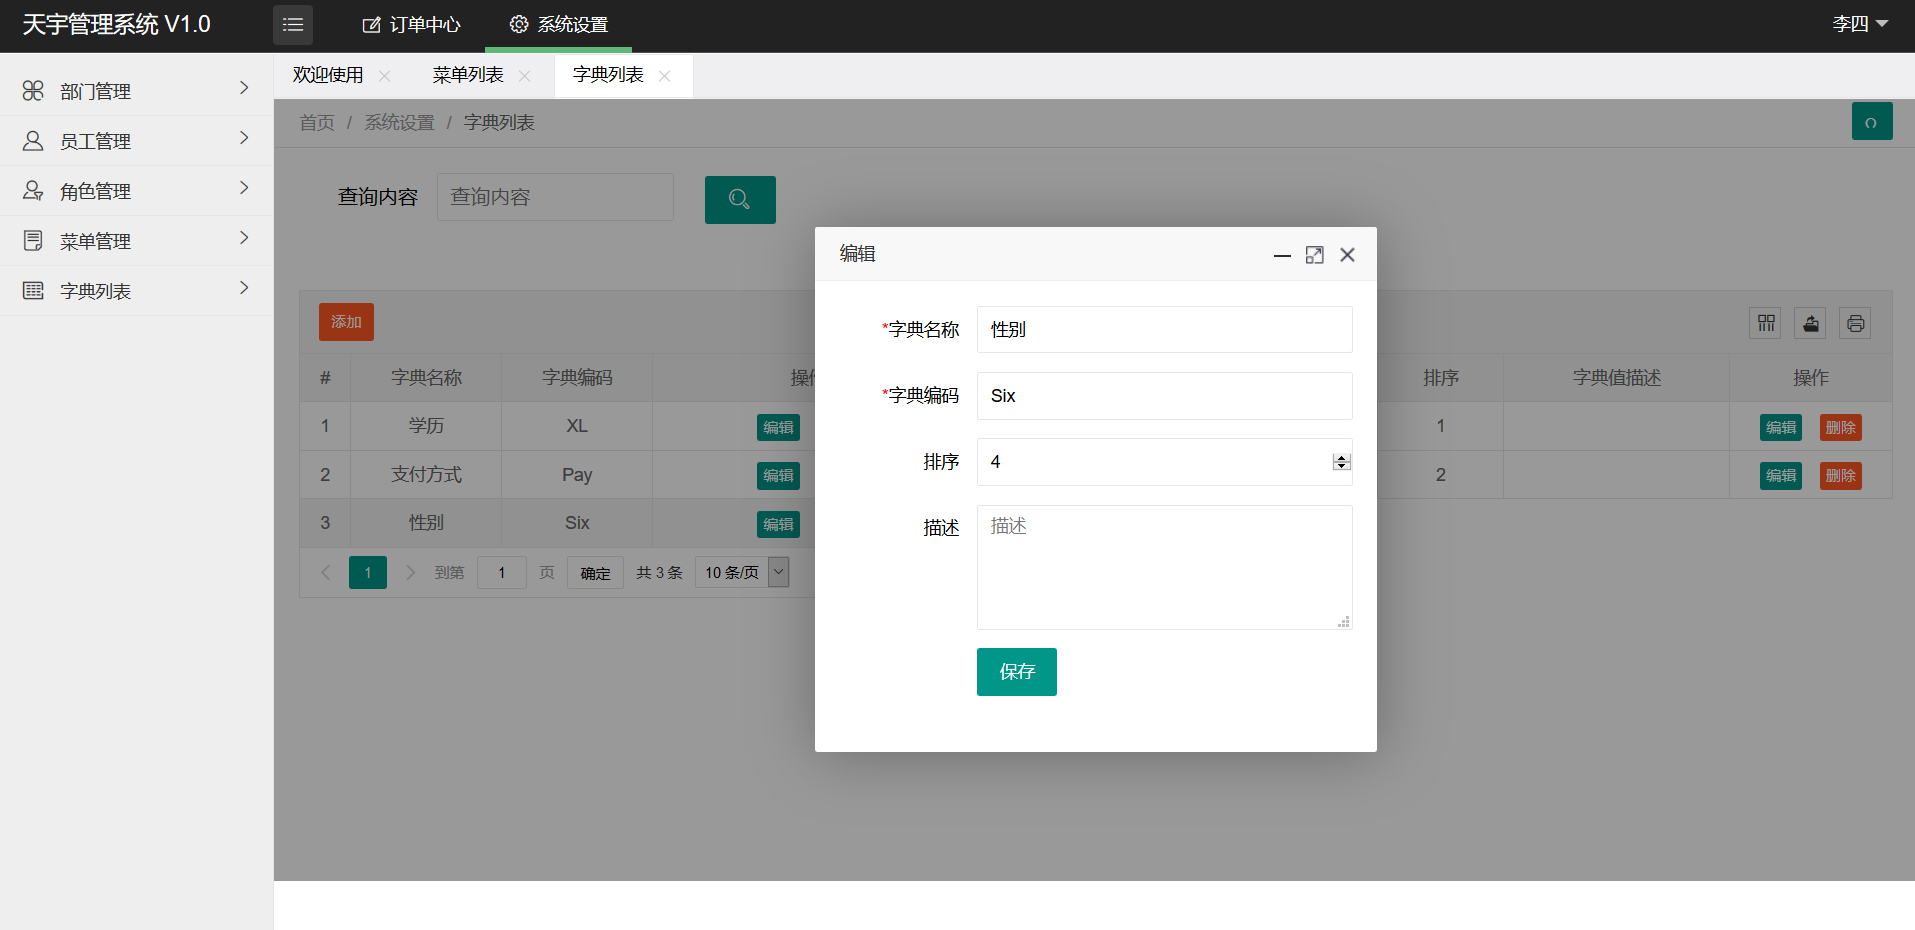 天宇管理系统 V1.0 订单中心 系统设置 李四
部门管理
员工管理
角色管理
菜单管理
字典列表
欢迎使用 菜单列表 字典列表
首页 / 系统设置 / 字典列表
查询内容 查询内容
添加
# 字典名称 字典编码 排序 字典值描述 操作
1 学历 XL 编辑 1 编辑 删除
2 支付方式 Pay 编辑 2 编辑 删除
3 性别 Six 编辑
1 到第 1 页 确定 共 3 条 10 条/页
编辑
*字典名称 性别
*字典编码 Six
排序 4
描述 描述
保存